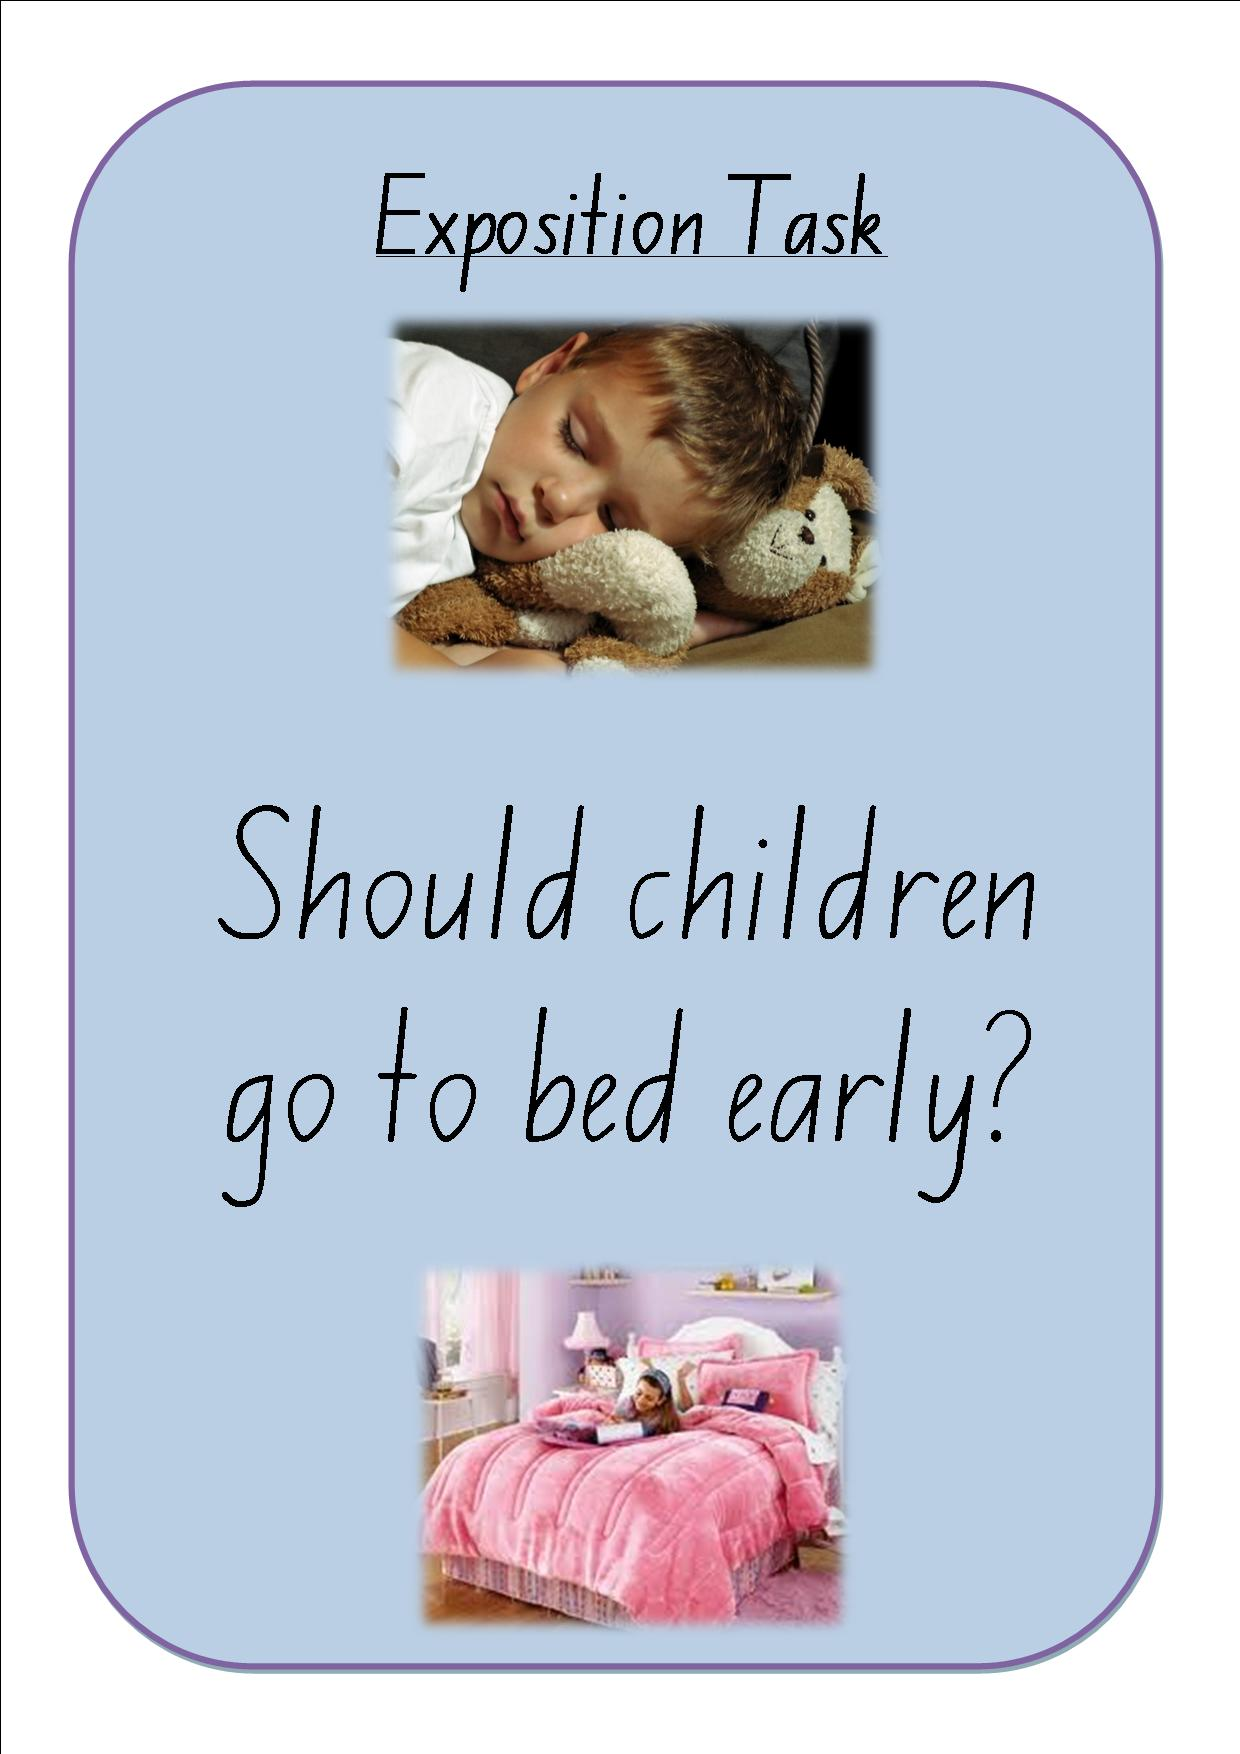 Exposition Task
Should children
go to bed early?